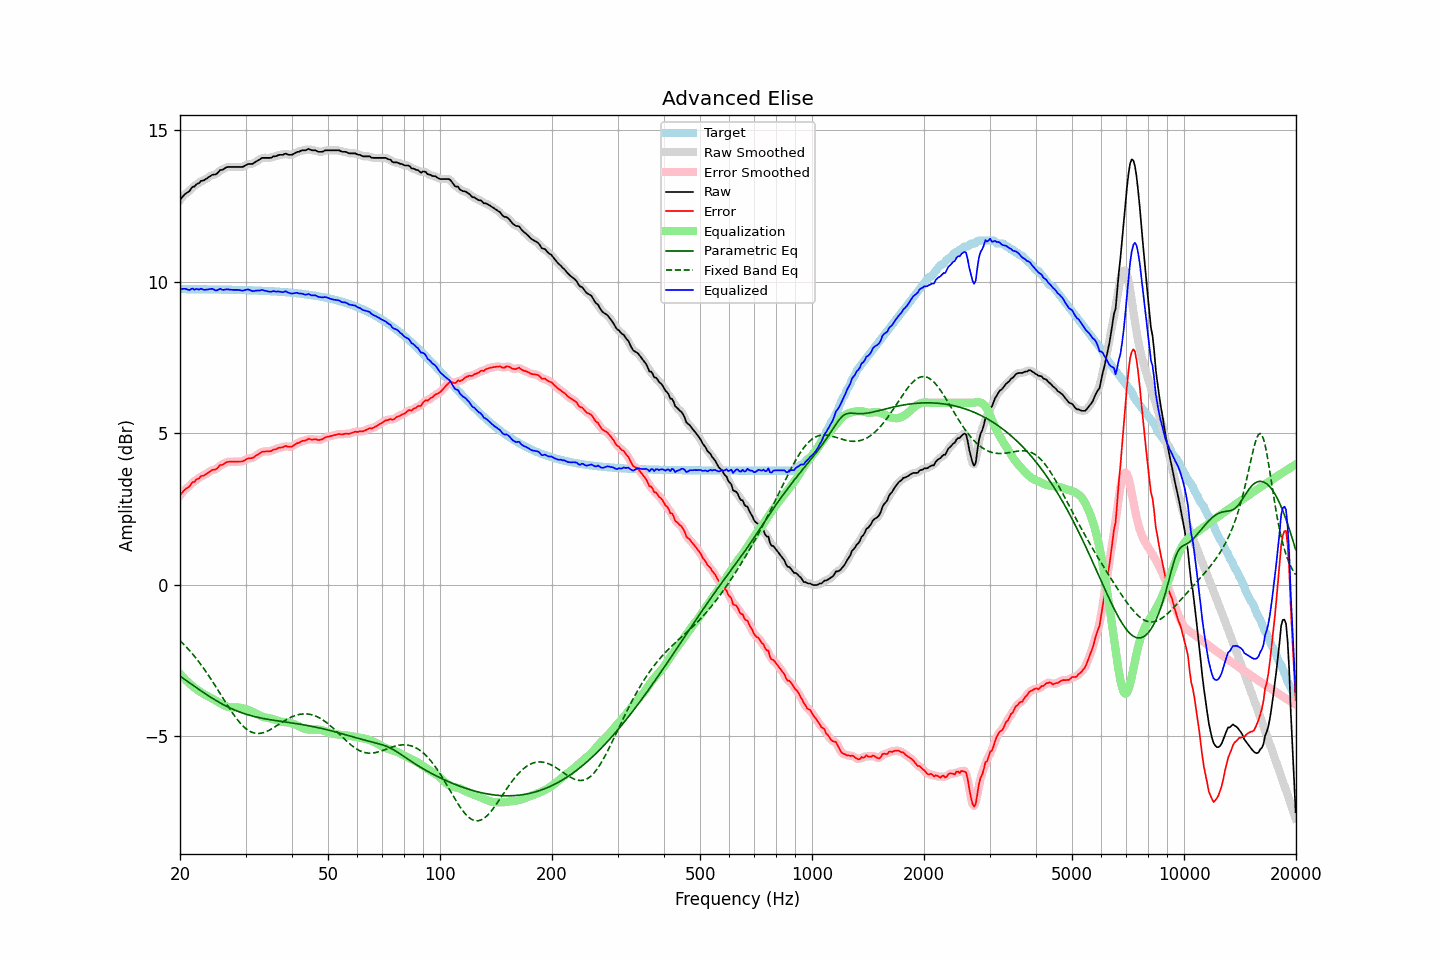 Advanced Elise
Target
Raw Smoothed
Error Smoothed
Raw
Error
Equalization
Parametric Eq
Fixed Band Eq
Equalized
Amplitude (dBr)
15
10
5
0
−5
20
50
100
200
500
1000
2000
5000
10000
20000
Frequency (Hz)